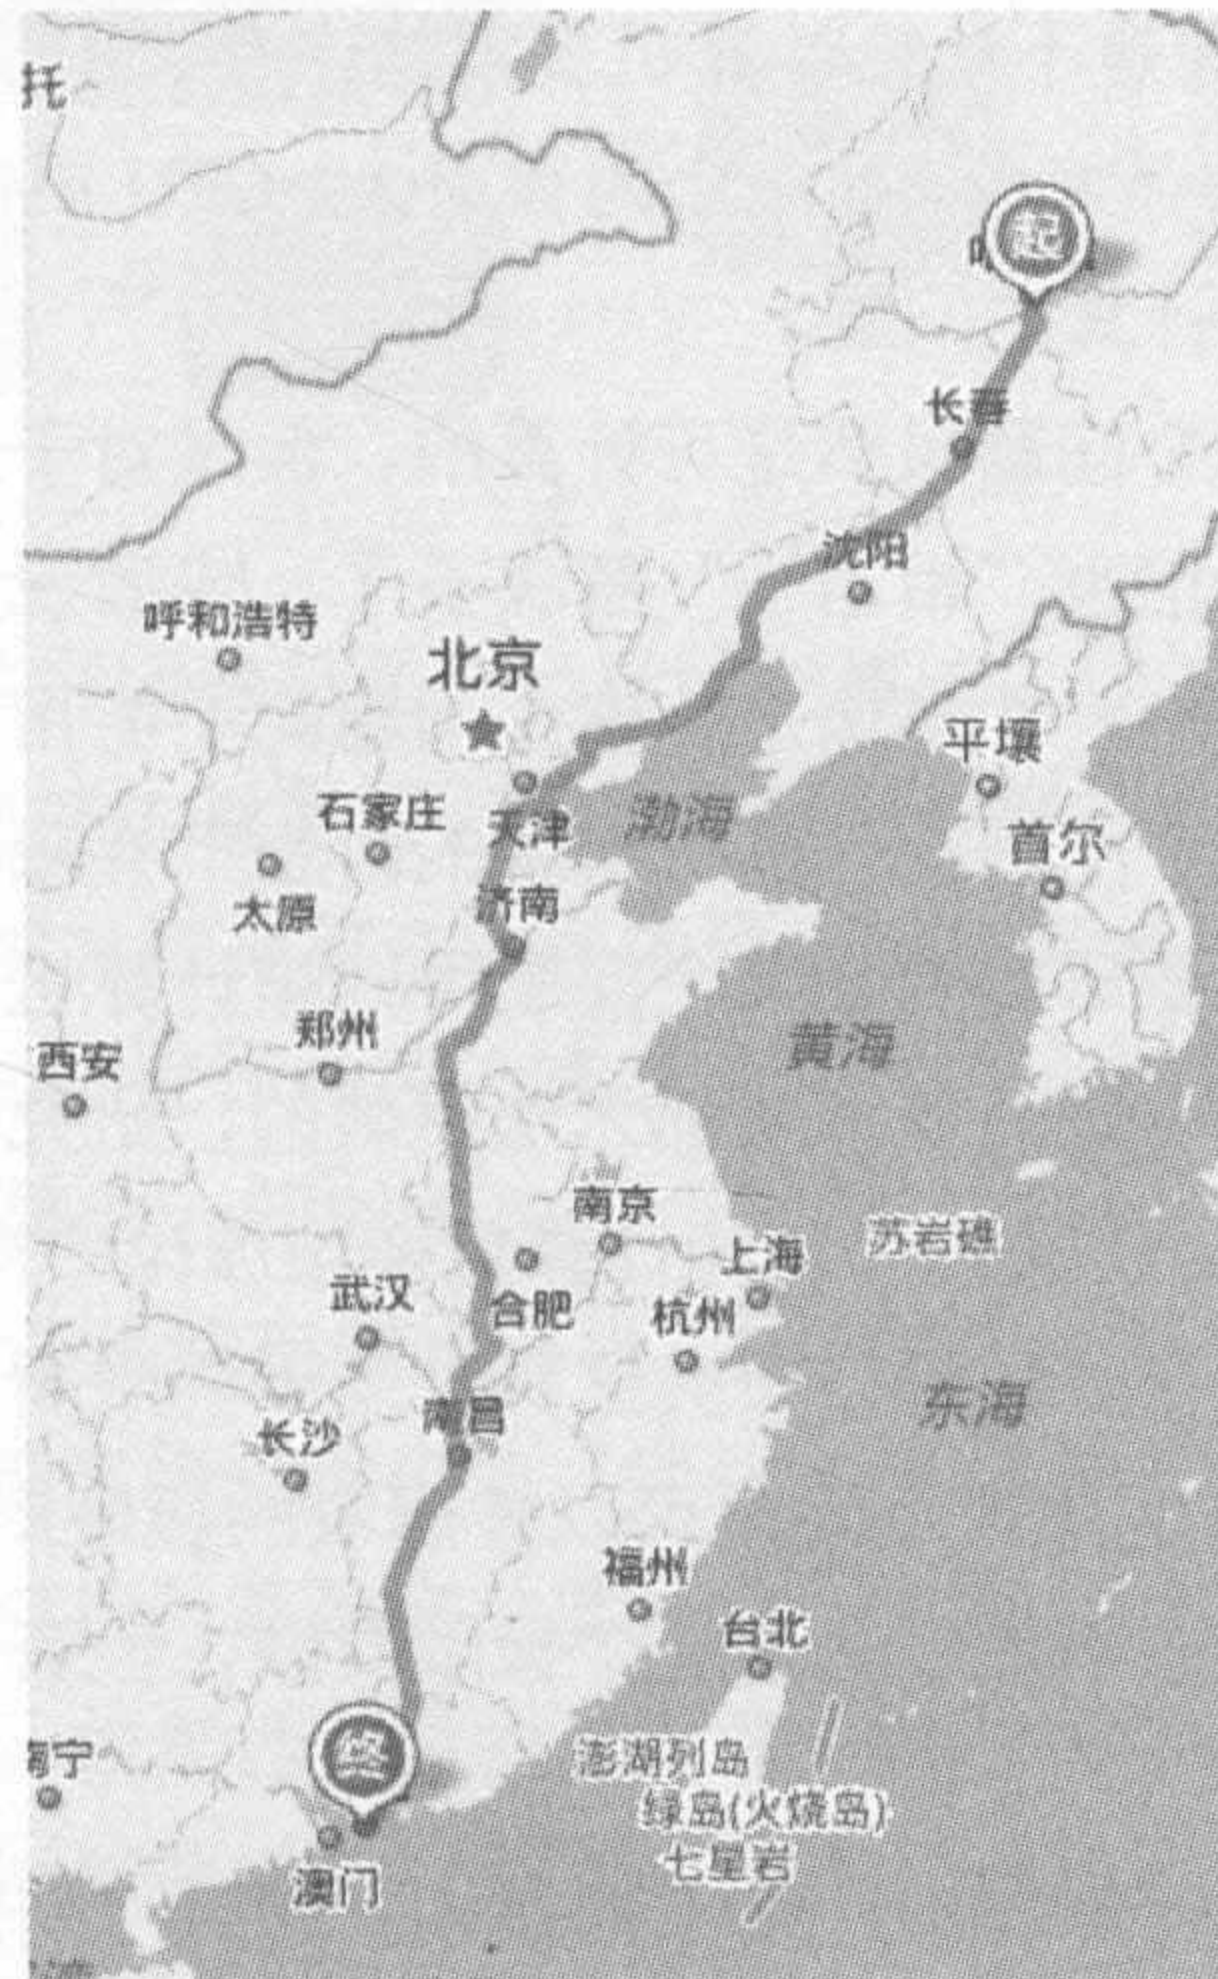 托
起
长春
沈阳
呼和浩特
北京
平壤
石家庄
天津
渤海
首尔
太原
济南
郑州
黄海
西安
南京
苏岩礁
武汉
合肥
上海
杭州
南昌
东海
长沙
福州
台北
终
南宁
澎湖列岛
绿岛(火烧岛)
七星岩
澳门